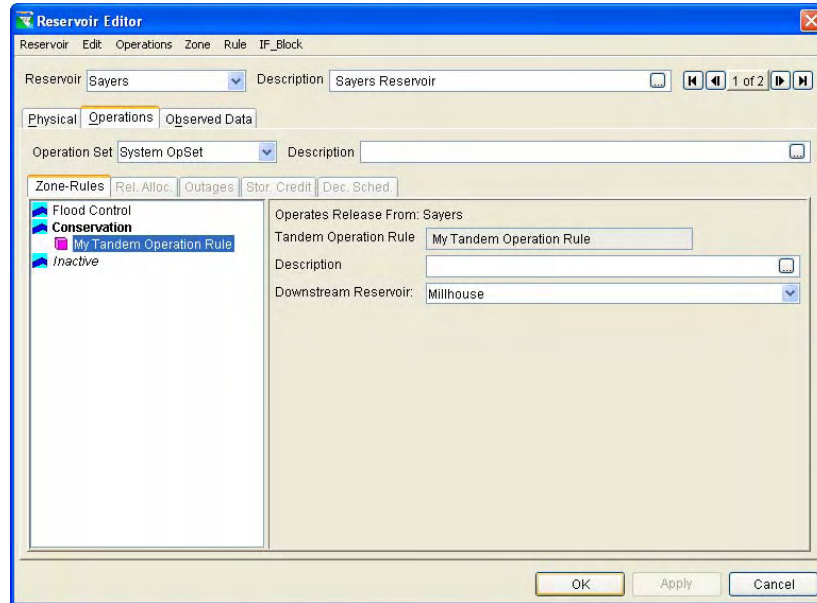 Reservoir Editor
Reservoir Edit Operations Zone Rule IF_Block
Reservoir Sayers Description Sayers Reservoir ... 1 of 2
Physical Operations Observed Data
Operation Set System OpSet Description ...
Zone-Rules Rel. Alloc. Outages Stor. Credit Dec. Sched.
Flood Control
Conservation
My Tandem Operation Rule
Inactive
Operates Release From: Sayers
Tandem Operation Rule My Tandem Operation Rule
Description ...
Downstream Reservoir: Millhouse
OK Apply Cancel